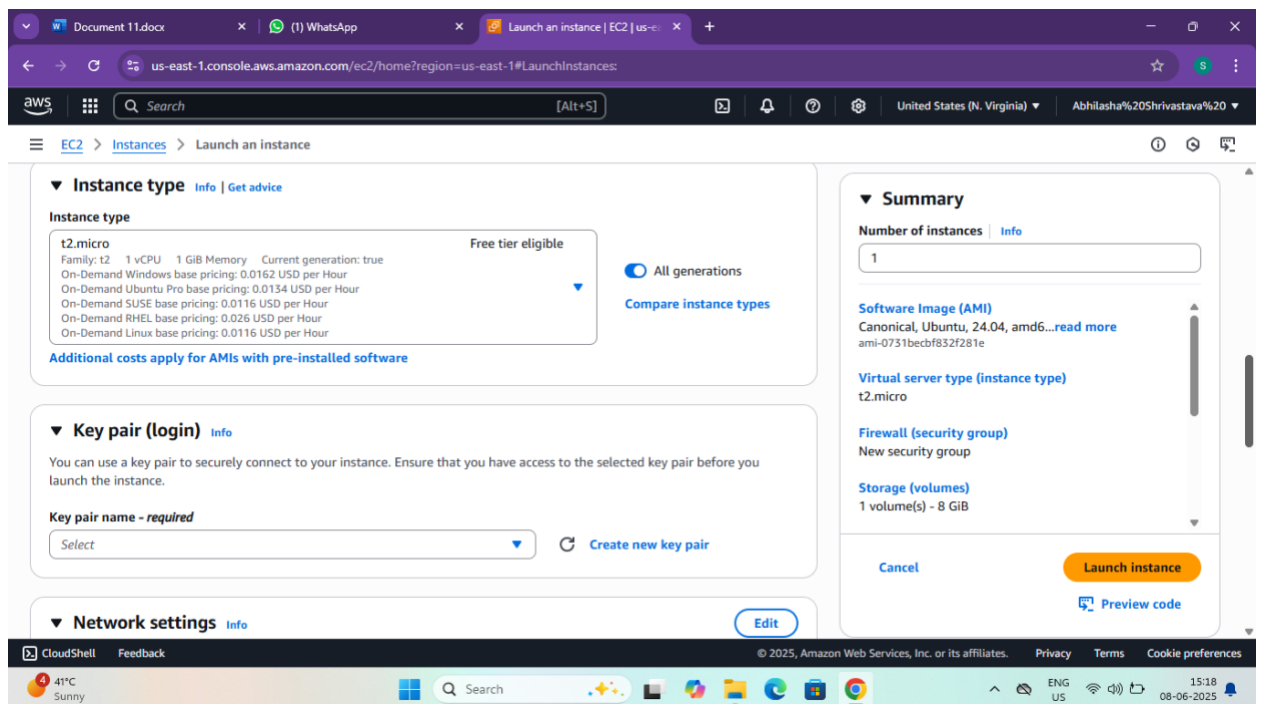 Document 11.docx
(1) WhatsApp
Launch an instance | EC2 | us-ea
us-east-1.console.aws.amazon.com/ec2/home?region=us-east-1#LaunchInstances:
S
aws
Search
[Alt+S]
United States (N. Virginia)
Abhilasha%20Shrivastava%20
EC2 > Instances > Launch an instance
Instance type Info | Get advice
Instance type
t2.micro
Free tier eligible
Family: t2 1 vCPU 1 GiB Memory Current generation: true
On-Demand Windows base pricing: 0.0162 USD per Hour
On-Demand Ubuntu Pro base pricing: 0.0134 USD per Hour
On-Demand SUSE base pricing: 0.0116 USD per Hour
On-Demand RHEL base pricing: 0.026 USD per Hour
On-Demand Linux base pricing: 0.0116 USD per Hour
All generations
Compare instance types
Additional costs apply for AMIs with pre-installed software
Key pair (login) Info
You can use a key pair to securely connect to your instance. Ensure that you have access to the selected key pair before you
launch the instance.
Key pair name - required
Select
Create new key pair
Network settings Info
Edit
Summary
Number of instances Info
1
Software Image (AMI)
Canonical, Ubuntu, 24.04, amd6...read more
ami-0731becbf832f281e
Virtual server type (instance type)
t2.micro
Firewall (security group)
New security group
Storage (volumes)
1 volume(s) - 8 GiB
Cancel
Launch instance
Preview code
CloudShell
Feedback
© 2025, Amazon Web Services, Inc. or its affiliates.
Privacy
Terms
Cookie preferences
4
41°C
Sunny
Search
ENG
US
15:18
08-06-2025